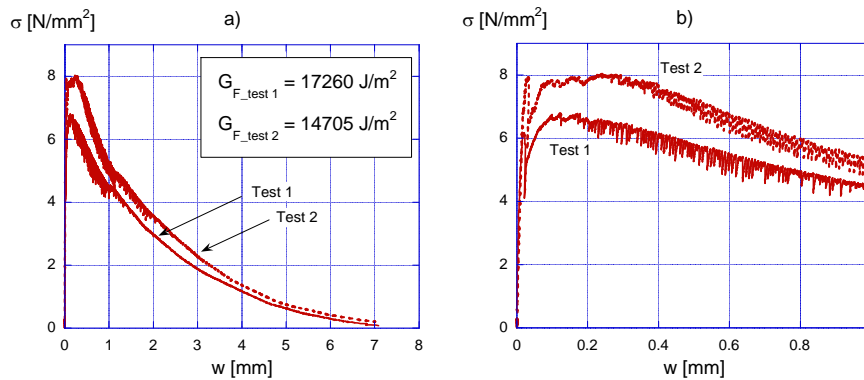 σ [N/mm²]
a)
8
6
4
2
0
0 1 2 3 4 5 6 7 8
w [mm]
G_F_test 1 = 17260 J/m²
G_F_test 2 = 14705 J/m²
Test 1
Test 2
σ [N/mm²]
b)
8
6
4
2
0
0 0.2 0.4 0.6 0.8
w [mm]
Test 2
Test 1